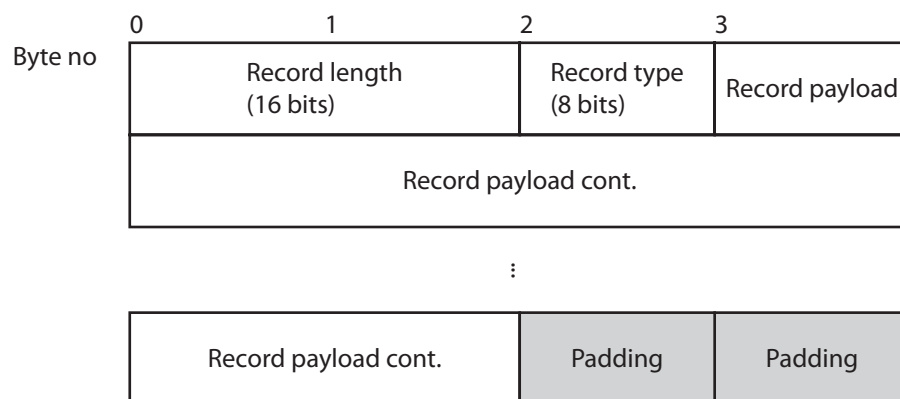 0 1 2 3
Byte no
Record length
(16 bits)
Record type
(8 bits)
Record payload
Record payload cont.
⋮
Record payload cont.
Padding
Padding